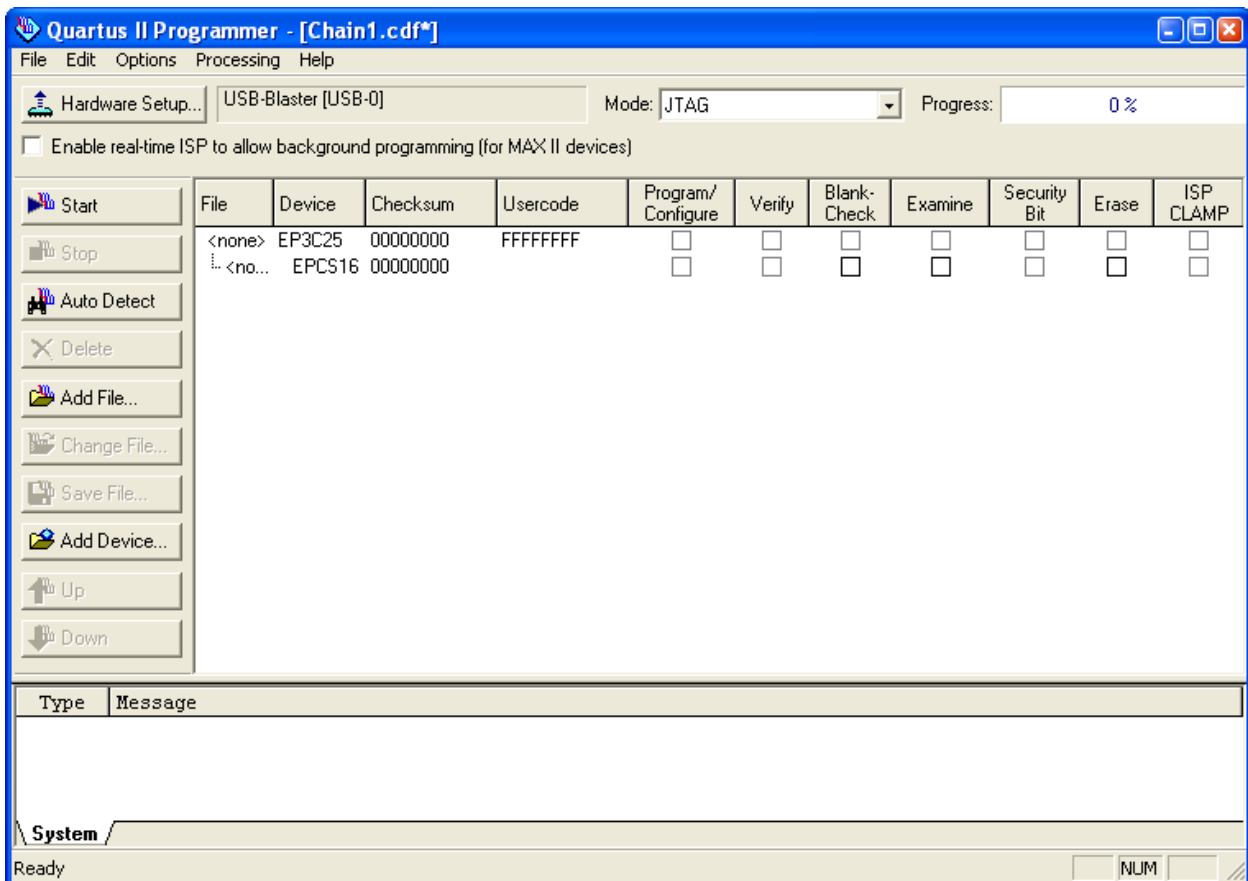 Quartus II Programmer - [Chain1.cdf*]
File Edit Options Processing Help
Hardware Setup... USB-Blaster [USB-0] Mode: JTAG Progress: 0 %
Enable real-time ISP to allow background programming (for MAX II devices)
Start
Stop
Auto Detect
Delete
Add File...
Change File...
Save File...
Add Device...
Up
Down
File Device Checksum Usercode Program/ Configure Verify Blank- Check Examine Security Bit Erase ISP CLAMP
<none> EP3C25 00000000 FFFFFFFF
<no... EPCS16 00000000
Type Message
System
Ready NUM